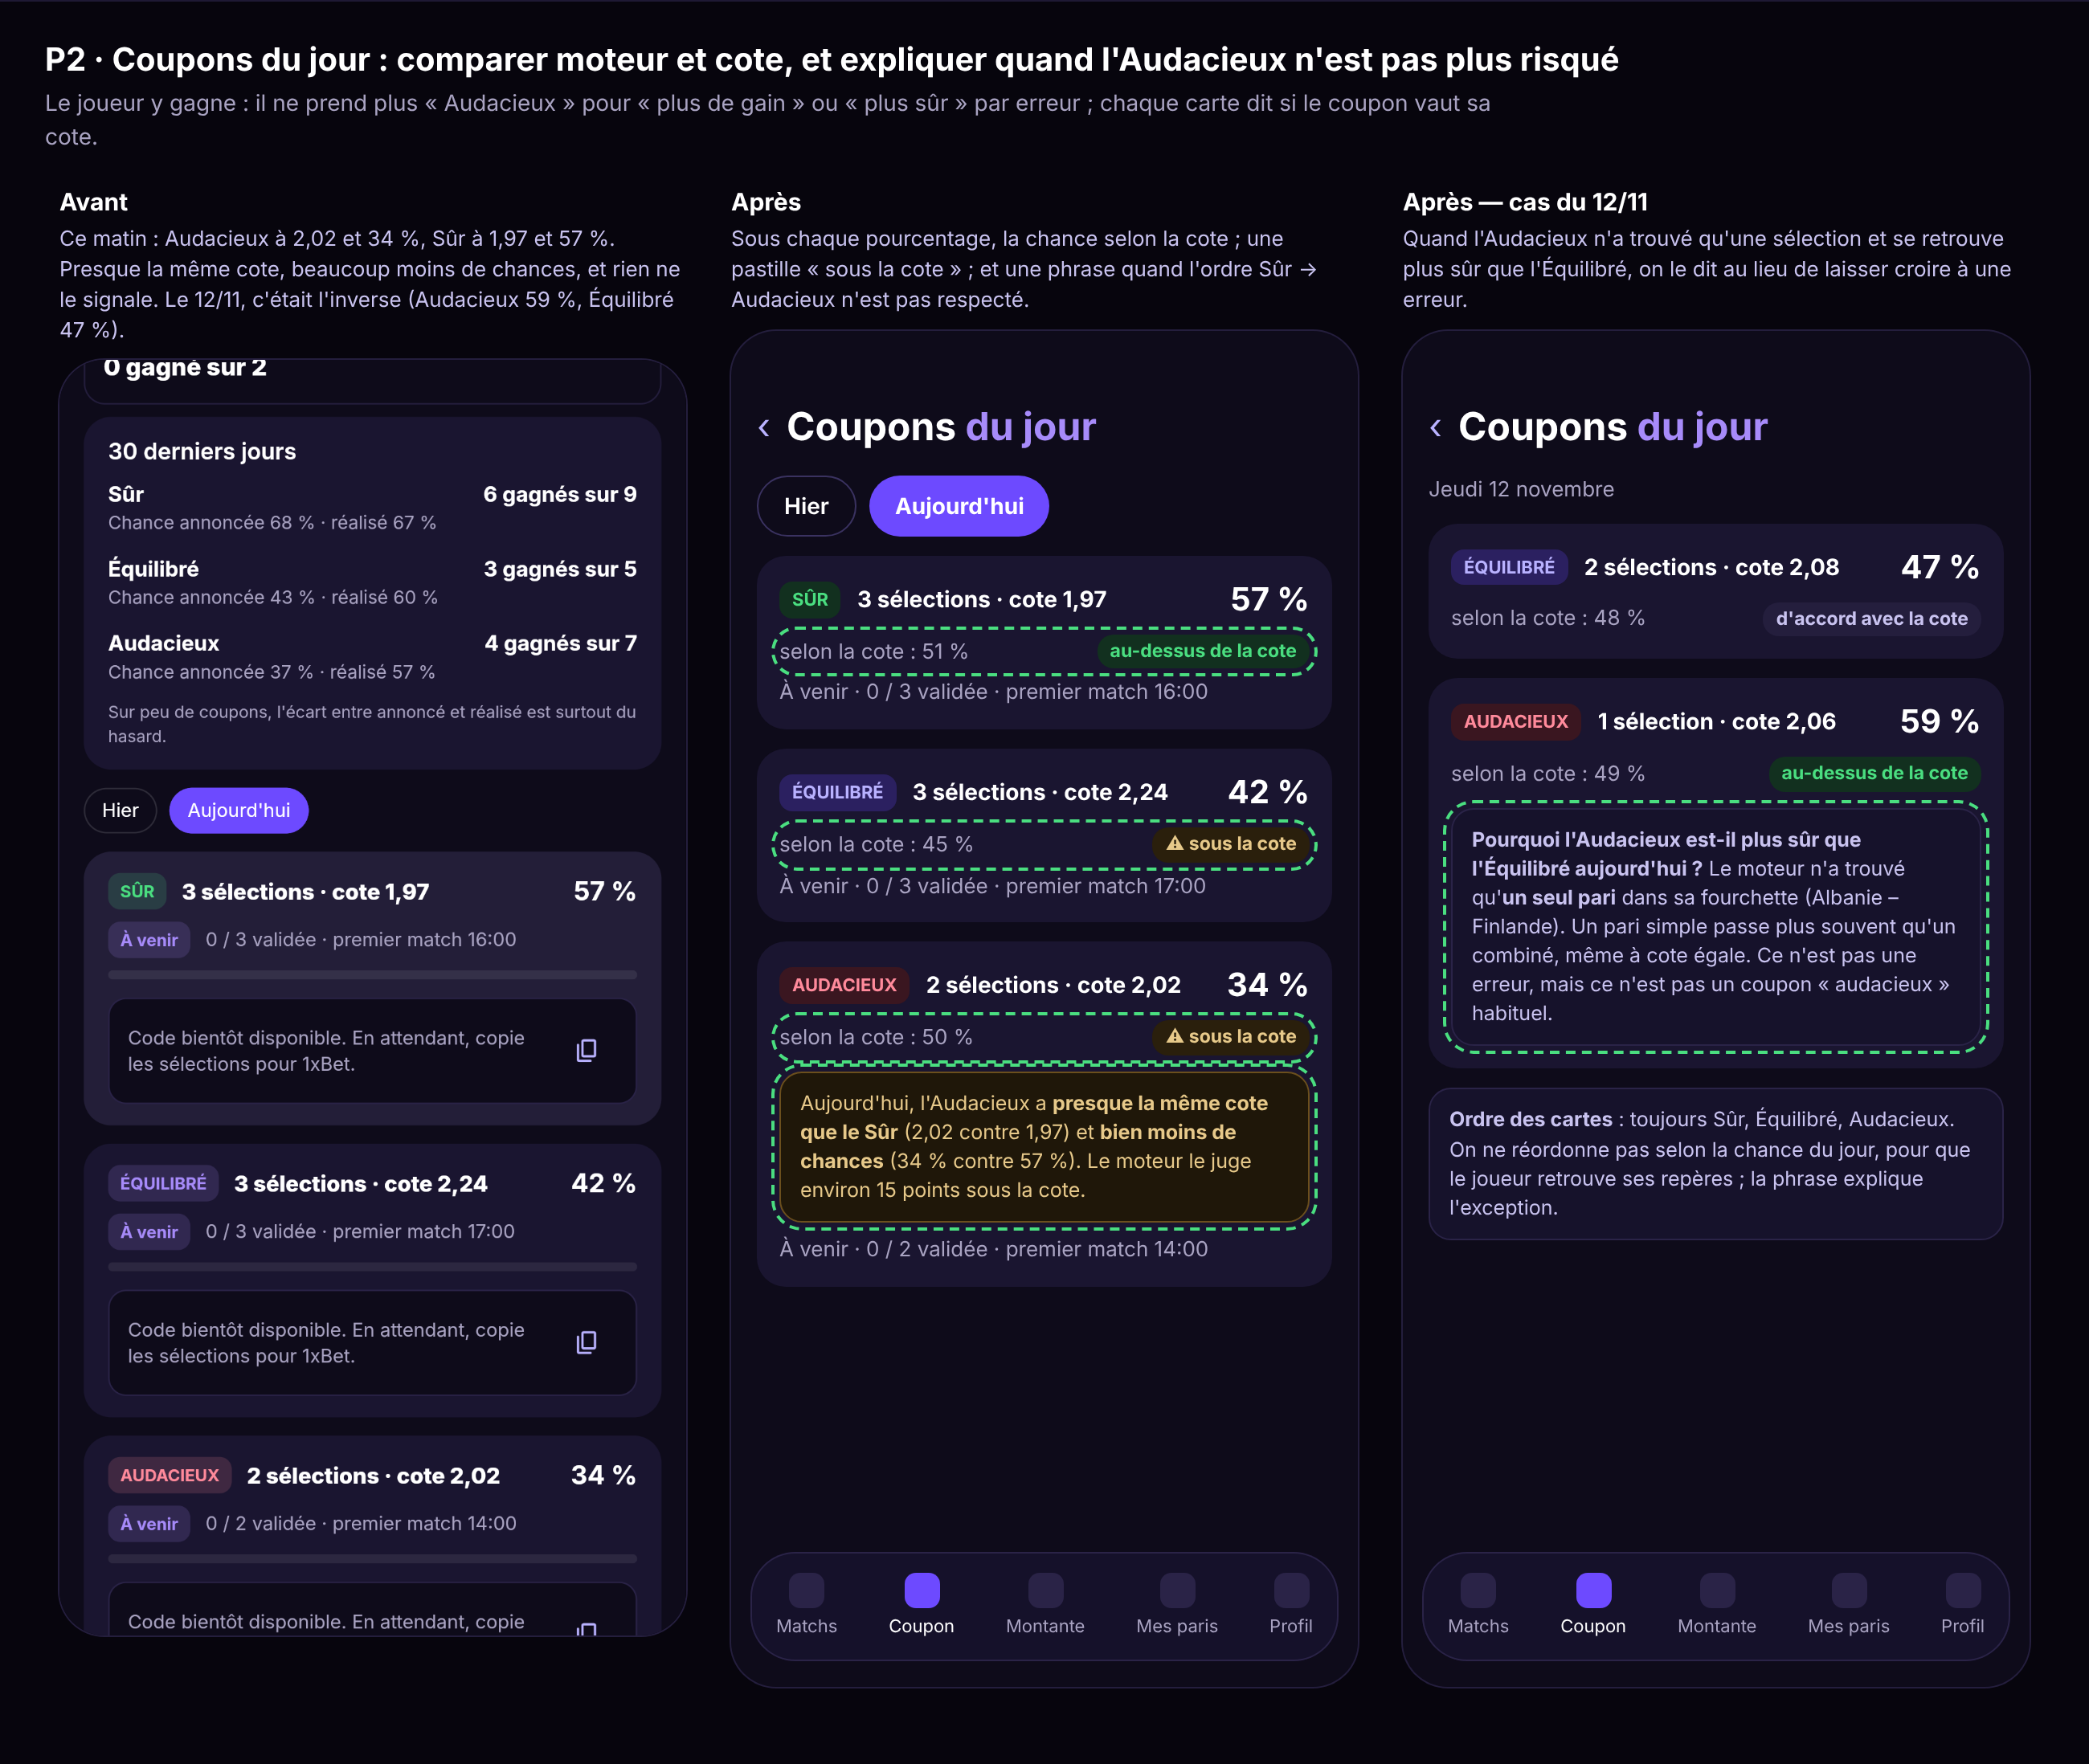 P2 · Coupons du jour : comparer moteur et cote, et expliquer quand l'Audacieux n'est pas plus risqué
Le joueur y gagne : il ne prend plus « Audacieux » pour « plus de gain » ou « plus sûr » par erreur ; chaque carte dit si le coupon vaut sa
cote.
Avant
Ce matin : Audacieux à 2,02 et 34 %, Sûr à 1,97 et 57 %.
Presque la même cote, beaucoup moins de chances, et rien ne
le signale. Le 12/11, c'était l'inverse (Audacieux 59 %, Équilibré
47 %).
0 gagné sur 2
30 derniers jours
Sûr
6 gagnés sur 9
Chance annoncée 68 % · réalisé 67 %
Équilibré
3 gagnés sur 5
Chance annoncée 43 % · réalisé 60 %
Audacieux
4 gagnés sur 7
Chance annoncée 37 % · réalisé 57 %
Sur peu de coupons, l'écart entre annoncé et réalisé est surtout du
hasard.
Hier
Aujourd'hui
SÛR 3 sélections · cote 1,97 57 %
À venir 0 / 3 validée · premier match 16:00
Code bientôt disponible. En attendant, copie
les sélections pour 1xBet.
ÉQUILIBRÉ 3 sélections · cote 2,24 42 %
À venir 0 / 3 validée · premier match 17:00
Code bientôt disponible. En attendant, copie
les sélections pour 1xBet.
AUDACIEUX 2 sélections · cote 2,02 34 %
À venir 0 / 2 validée · premier match 14:00
Code bientôt disponible. En attendant, copie
Après
Sous chaque pourcentage, la chance selon la cote ; une
pastille « sous la cote » ; et une phrase quand l'ordre Sûr →
Audacieux n'est pas respecté.
‹ Coupons du jour
Hier
Aujourd'hui
SÛR 3 sélections · cote 1,97 57 %
selon la cote : 51 % au-dessus de la cote
À venir · 0 / 3 validée · premier match 16:00
ÉQUILIBRÉ 3 sélections · cote 2,24 42 %
selon la cote : 45 % ⚠ sous la cote
À venir · 0 / 3 validée · premier match 17:00
AUDACIEUX 2 sélections · cote 2,02 34 %
selon la cote : 50 % ⚠ sous la cote
Aujourd'hui, l'Audacieux a presque la même cote
que le Sûr (2,02 contre 1,97) et bien moins de
chances (34 % contre 57 %). Le moteur le juge
environ 15 points sous la cote.
À venir · 0 / 2 validée · premier match 14:00
Matchs
Coupon
Montante
Mes paris
Profil
Après — cas du 12/11
Quand l'Audacieux n'a trouvé qu'une sélection et se retrouve
plus sûr que l'Équilibré, on le dit au lieu de laisser croire à une
erreur.
‹ Coupons du jour
Jeudi 12 novembre
ÉQUILIBRÉ 2 sélections · cote 2,08 47 %
selon la cote : 48 % d'accord avec la cote
AUDACIEUX 1 sélection · cote 2,06 59 %
selon la cote : 49 % au-dessus de la cote
Pourquoi l'Audacieux est-il plus sûr que
l'Équilibré aujourd'hui ? Le moteur n'a trouvé
qu'un seul pari dans sa fourchette (Albanie –
Finlande). Un pari simple passe plus souvent qu'un
combiné, même à cote égale. Ce n'est pas une
erreur, mais ce n'est pas un coupon « audacieux »
habituel.
Ordre des cartes : toujours Sûr, Équilibré, Audacieux.
On ne réordonne pas selon la chance du jour, pour que
le joueur retrouve ses repères ; la phrase explique
l'exception.
Matchs
Coupon
Montante
Mes paris
Profil